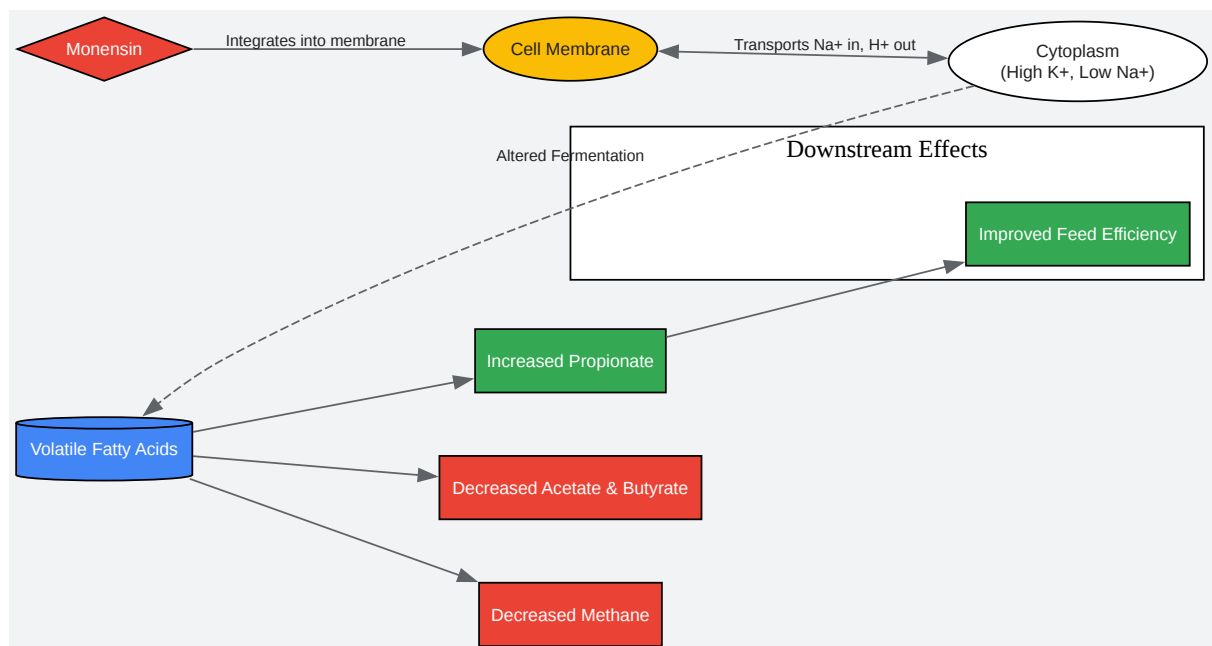 Monensin
Integrates into membrane
Cell Membrane
Transports Na+ in, H+ out
Cytoplasm
(High K+, Low Na+)
Altered Fermentation
Downstream Effects
Improved Feed Efficiency
Increased Propionate
Volatile Fatty Acids
Decreased Acetate & Butyrate
Decreased Methane